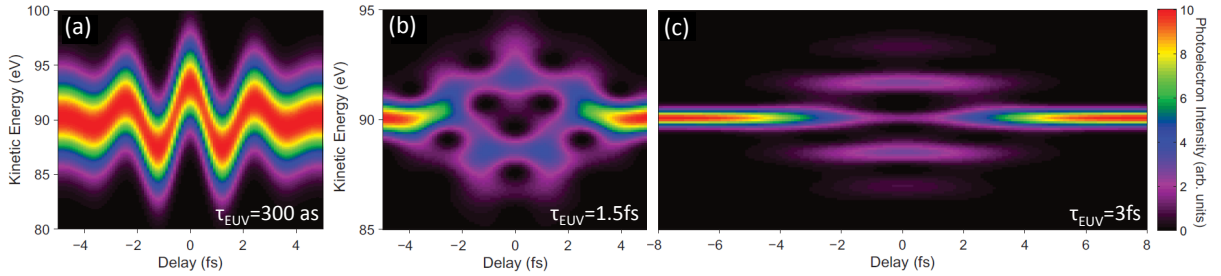 (a)
100
95
90
85
80
Kinetic Energy (eV)
−4 −2 0 2 4
Delay (fs)
τEUV=300 as
(b)
95
90
85
Kinetic Energy (eV)
−4 −2 0 2 4
Delay (fs)
τEUV=1.5fs
(c)
−8 −6 −4 −2 0 2 4 6 8
Delay (fs)
τEUV=3fs
10
8
6
4
2
0
Photoelectron Intensity (arb. units)